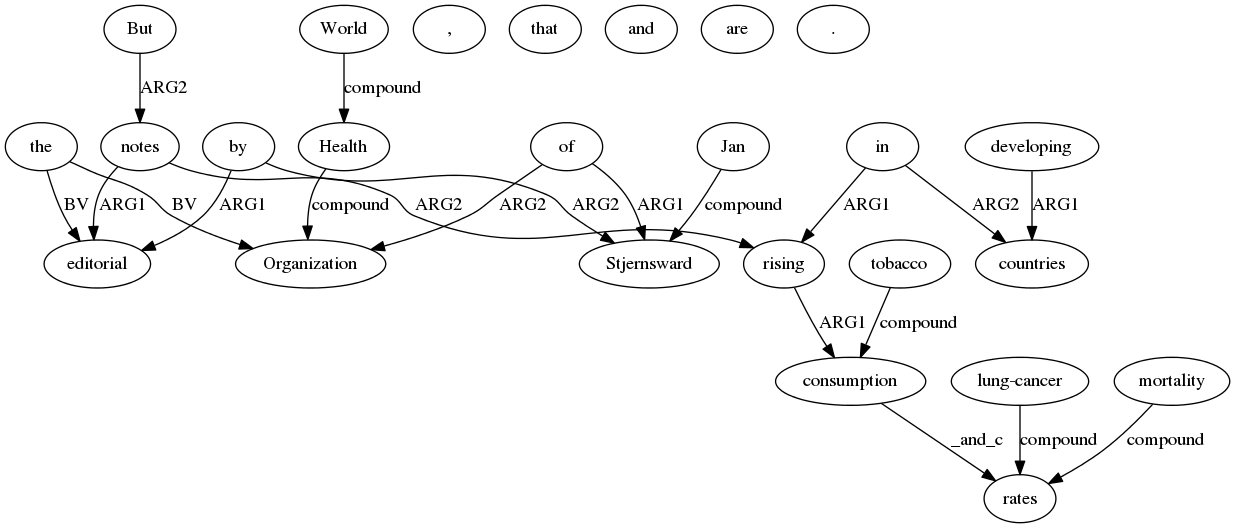 But World , that and are .
ARG2 compound
the notes by Health of Jan in developing
BV ARG1 BV ARG1 compound ARG2 ARG2 ARG2 ARG1 compound ARG1 ARG2 ARG1
editorial Organization Stjernsward rising tobacco countries
ARG1 compound
consumption lung-cancer mortality
_and_c compound compound
rates